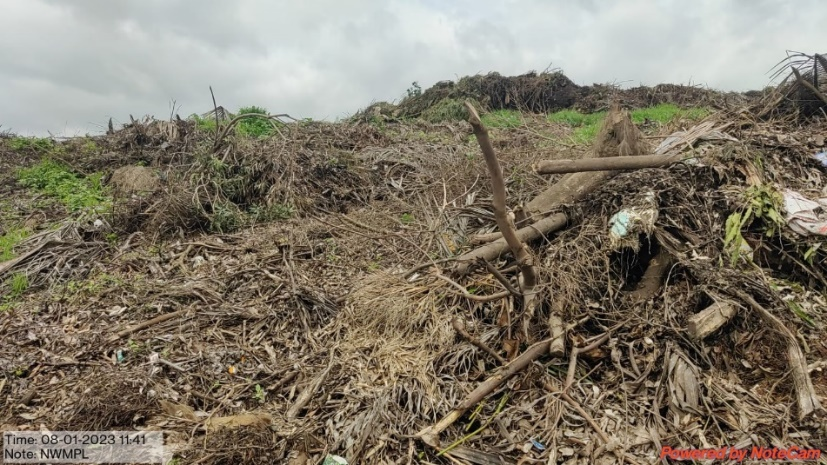 Time: 08-01-2023 11:41
Note: NWMPL
Powered by NoteCam